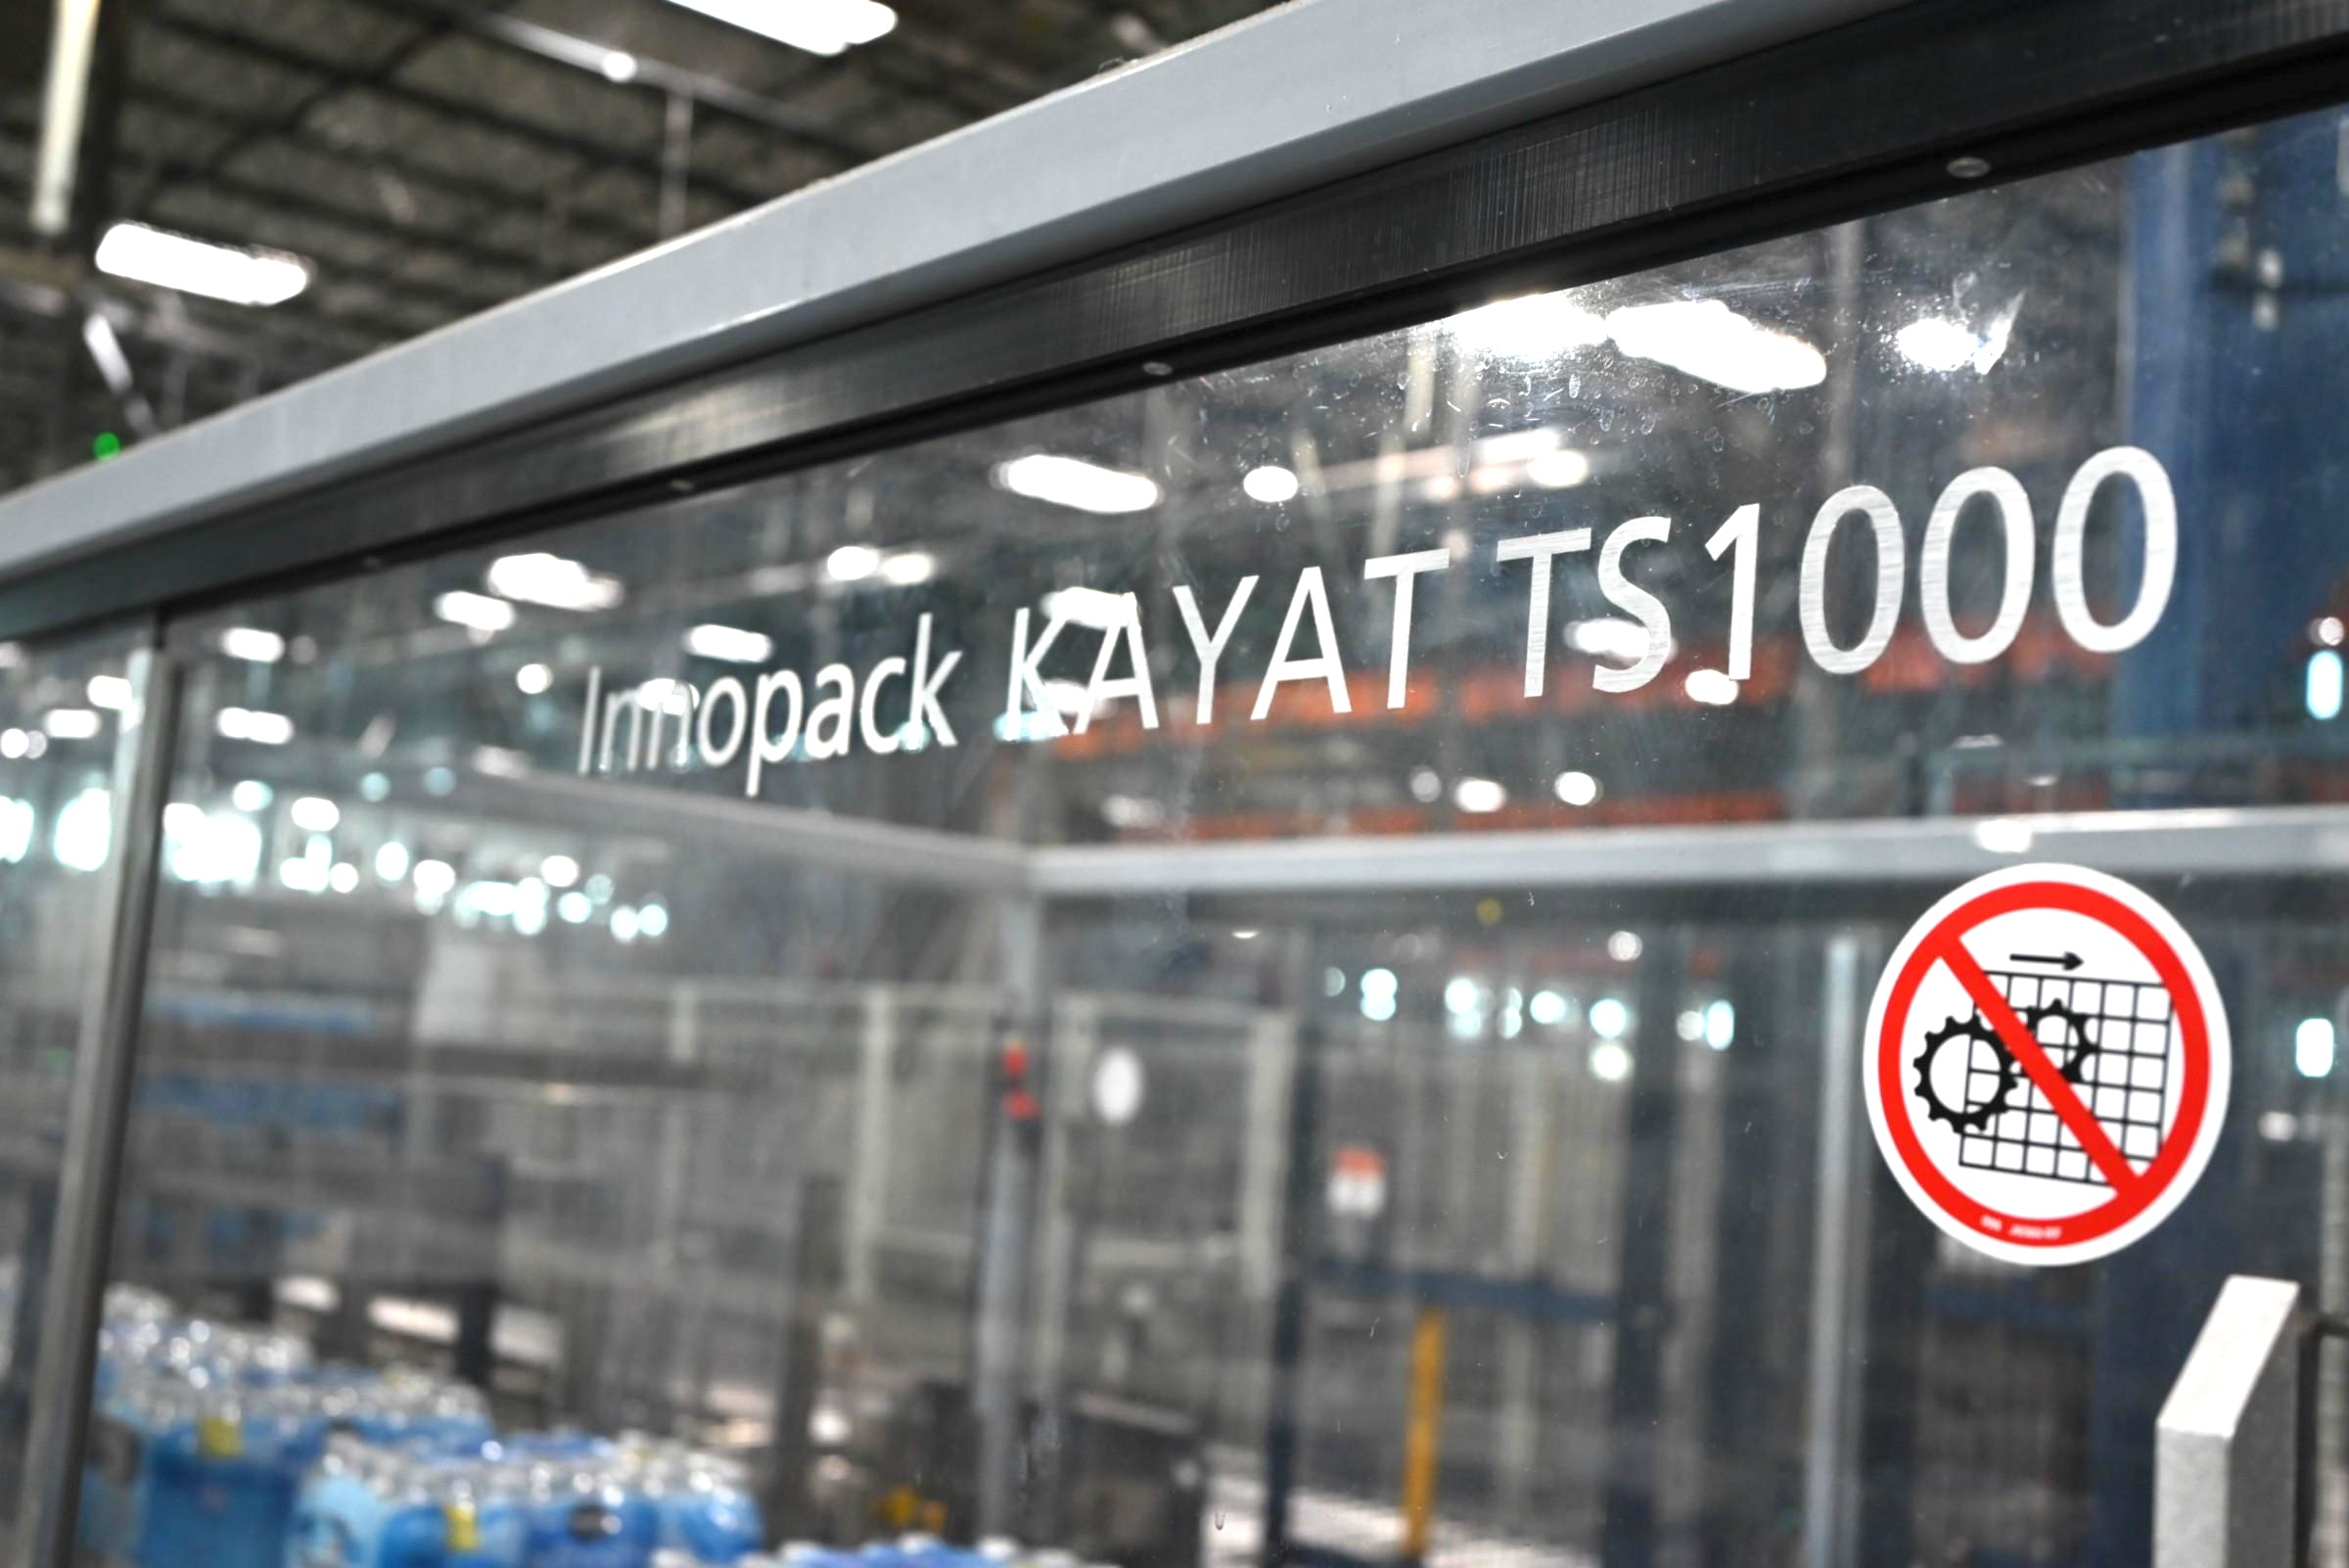 Innopack KAYAT TS1000